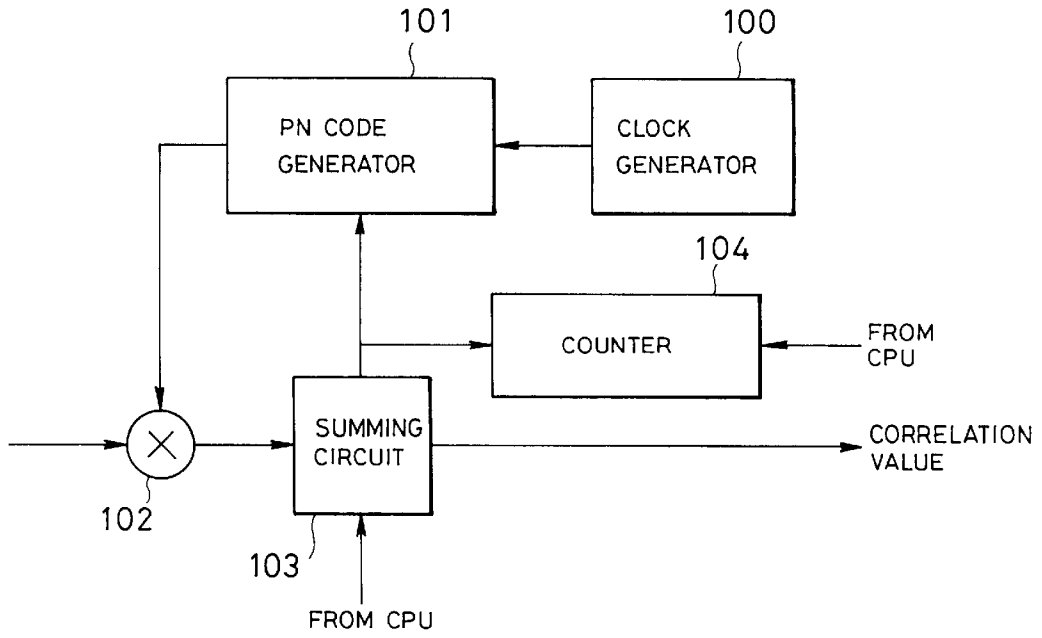 101
100
PN CODE
GENERATOR
CLOCK
GENERATOR
104
COUNTER
FROM
CPU
SUMMING
CIRCUIT
CORRELATION
VALUE
102
103
FROM CPU